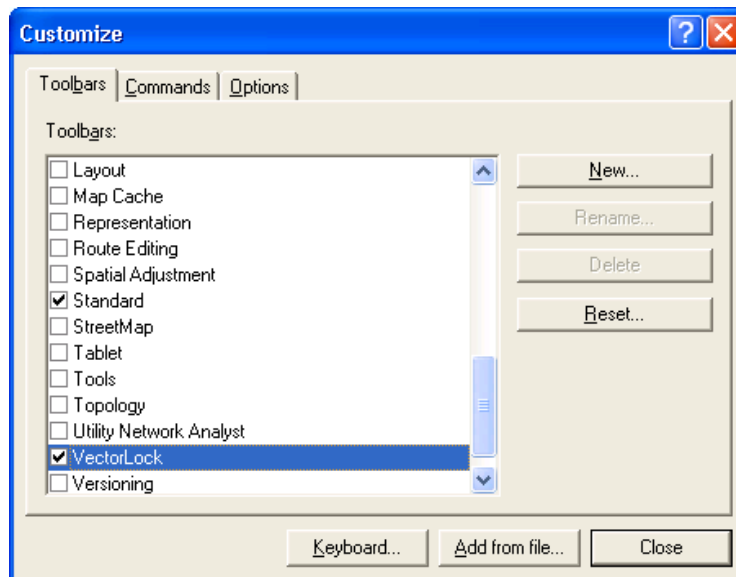 Customize
Toolbars Commands Options
Toolbars:
Layout
Map Cache
Representation
Route Editing
Spatial Adjustment
Standard
StreetMap
Tablet
Tools
Topology
Utility Network Analyst
VectorLock
Versioning
New...
Rename...
Delete
Reset...
Keyboard... Add from file... Close